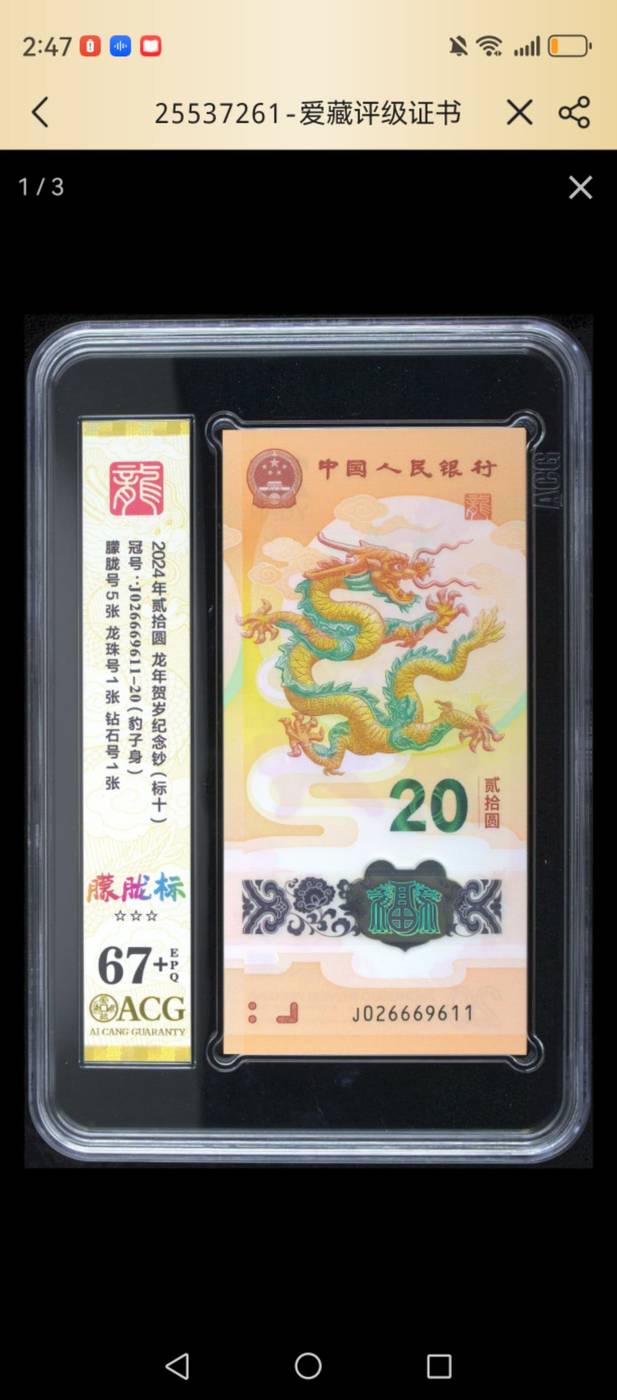 2:47
25537261-爱藏评级证书
1/3
龍
2024年贰拾圆 龙年贺岁纪念钞(标十)
冠号:J026669611-20(豹子身)
朦胧号5张 龙珠号1张 钻石号1张
朦胧标
☆☆☆
67+EPQ
ACG
AI CANG GUARANTY
中国人民银行
龍
20
贰拾圆
福
J026669611
ACG